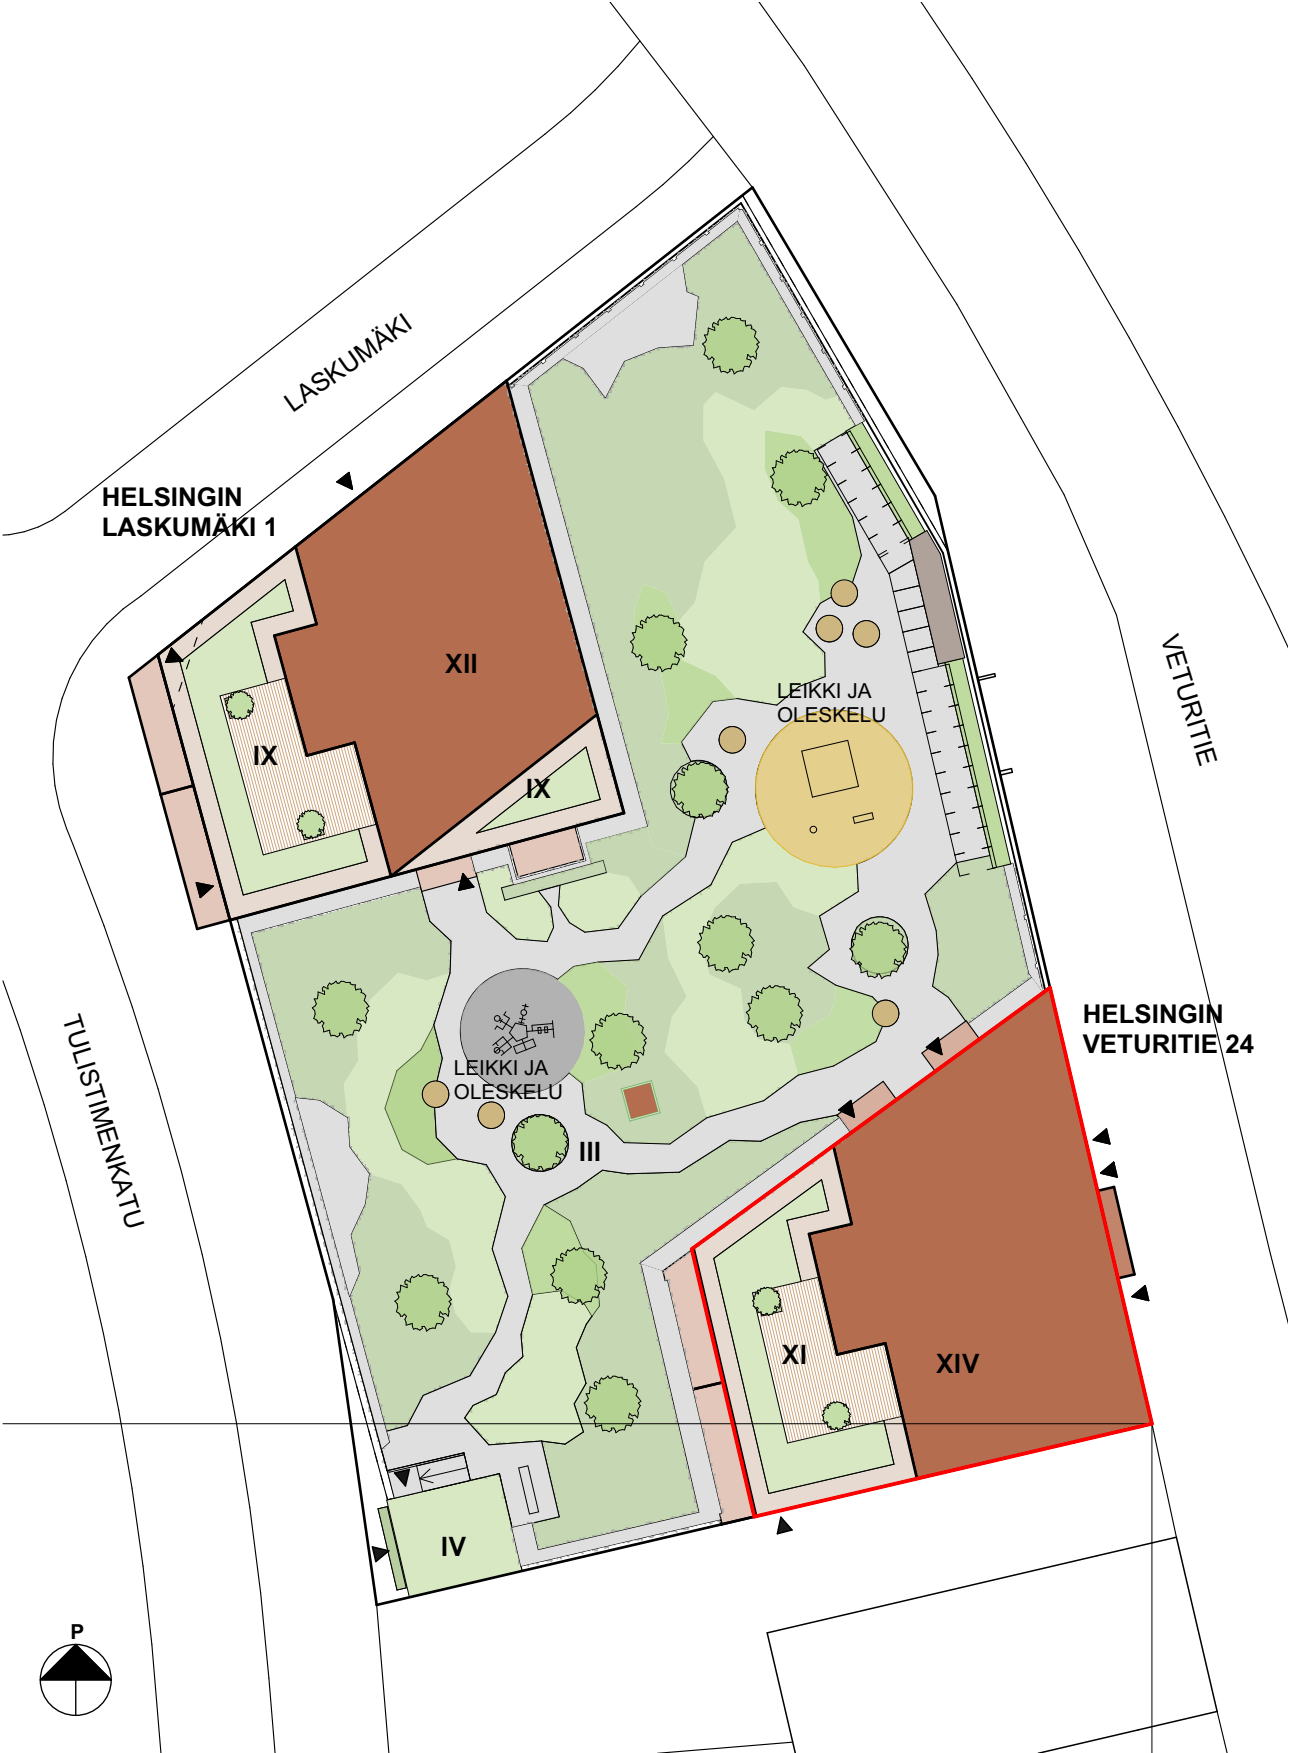 LASKUMÄKI
HELSINGIN
LASKUMÄKI 1
XII
VETURITIE
LEIKKI JA
OLESKELU
IX
IX
HELSINGIN
VETURITIE 24
TULISTIMENKATU
LEIKKI JA
OLESKELU
III
XI
XIV
IV
P